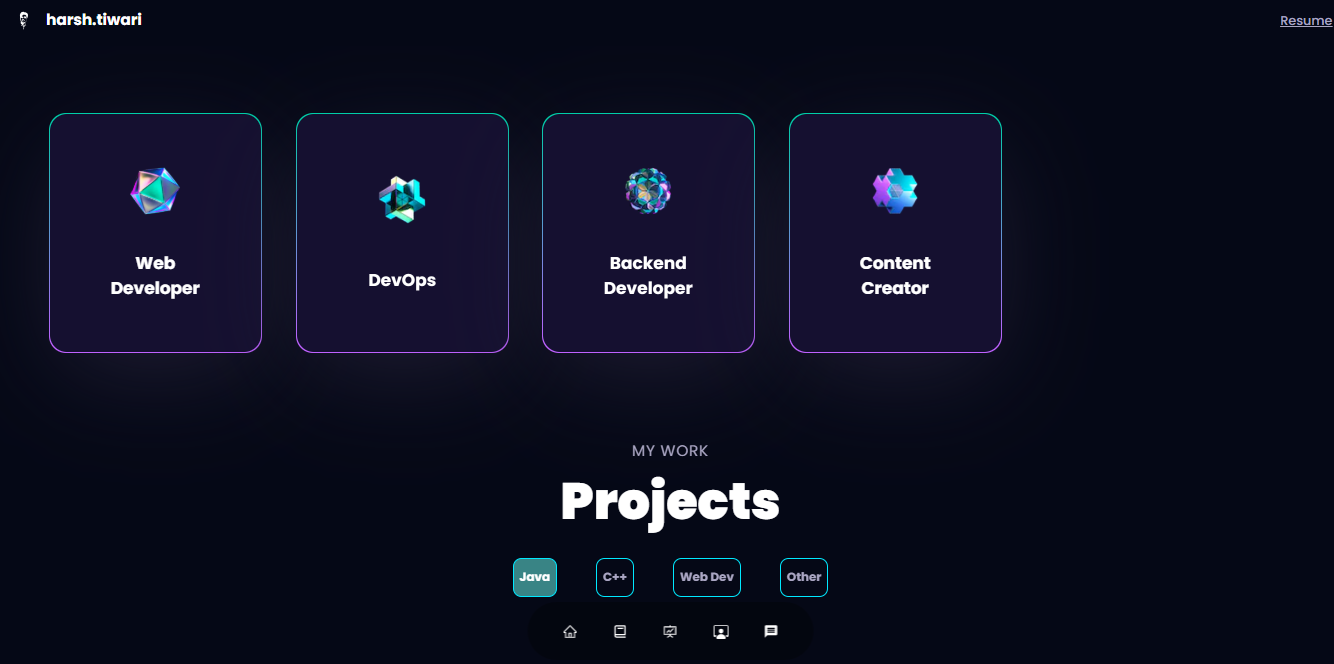 harsh.tiwari
Resume
Web
Developer
DevOps
Backend
Developer
Content
Creator
MY WORK
Projects
Java
C++
Web Dev
Other